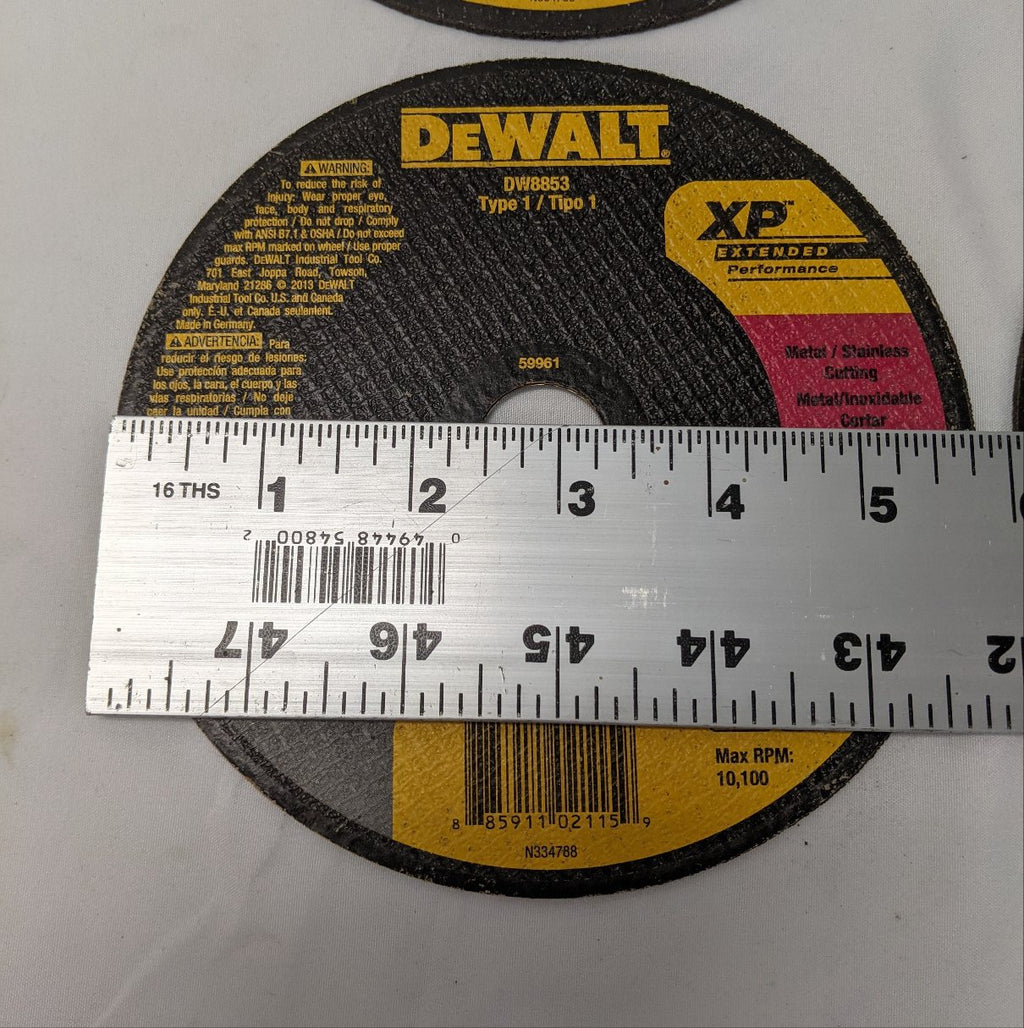 DEWALT®
DW8853
Type 1 / Tipo 1
WARNING:
To reduce the risk of
injury: Wear proper eye,
face, body and respiratory
protection / Do not drop / Comply
with ANSI B7.1 & OSHA / Do not exceed
max RPM marked on wheel / Use proper
guards. DEWALT Industrial Tool Co.
701 East Joppa Road, Towson,
Maryland 21286 © 2013 DEWALT
Industrial Tool Co. U.S. and Canada
only. É.-U. et Canada seulement.
Made in Germany.
ADVERTENCIA: Para
reducir el riesgo de lesiones:
Use protección adecuada para
los ojos, la cara, el cuerpo y las
vías respiratorias / No deje
caer la unidad / Cumpla con
XP™
EXTENDED
Performance
Metal / Stainless
Cutting
Metal/Inoxidable
Cortar
59961
16 THS
1 2 3 4 5
0 49448 54800 2
47 46 45 44 43 2
Max RPM:
10,100
8 85911 02115 9
N334788